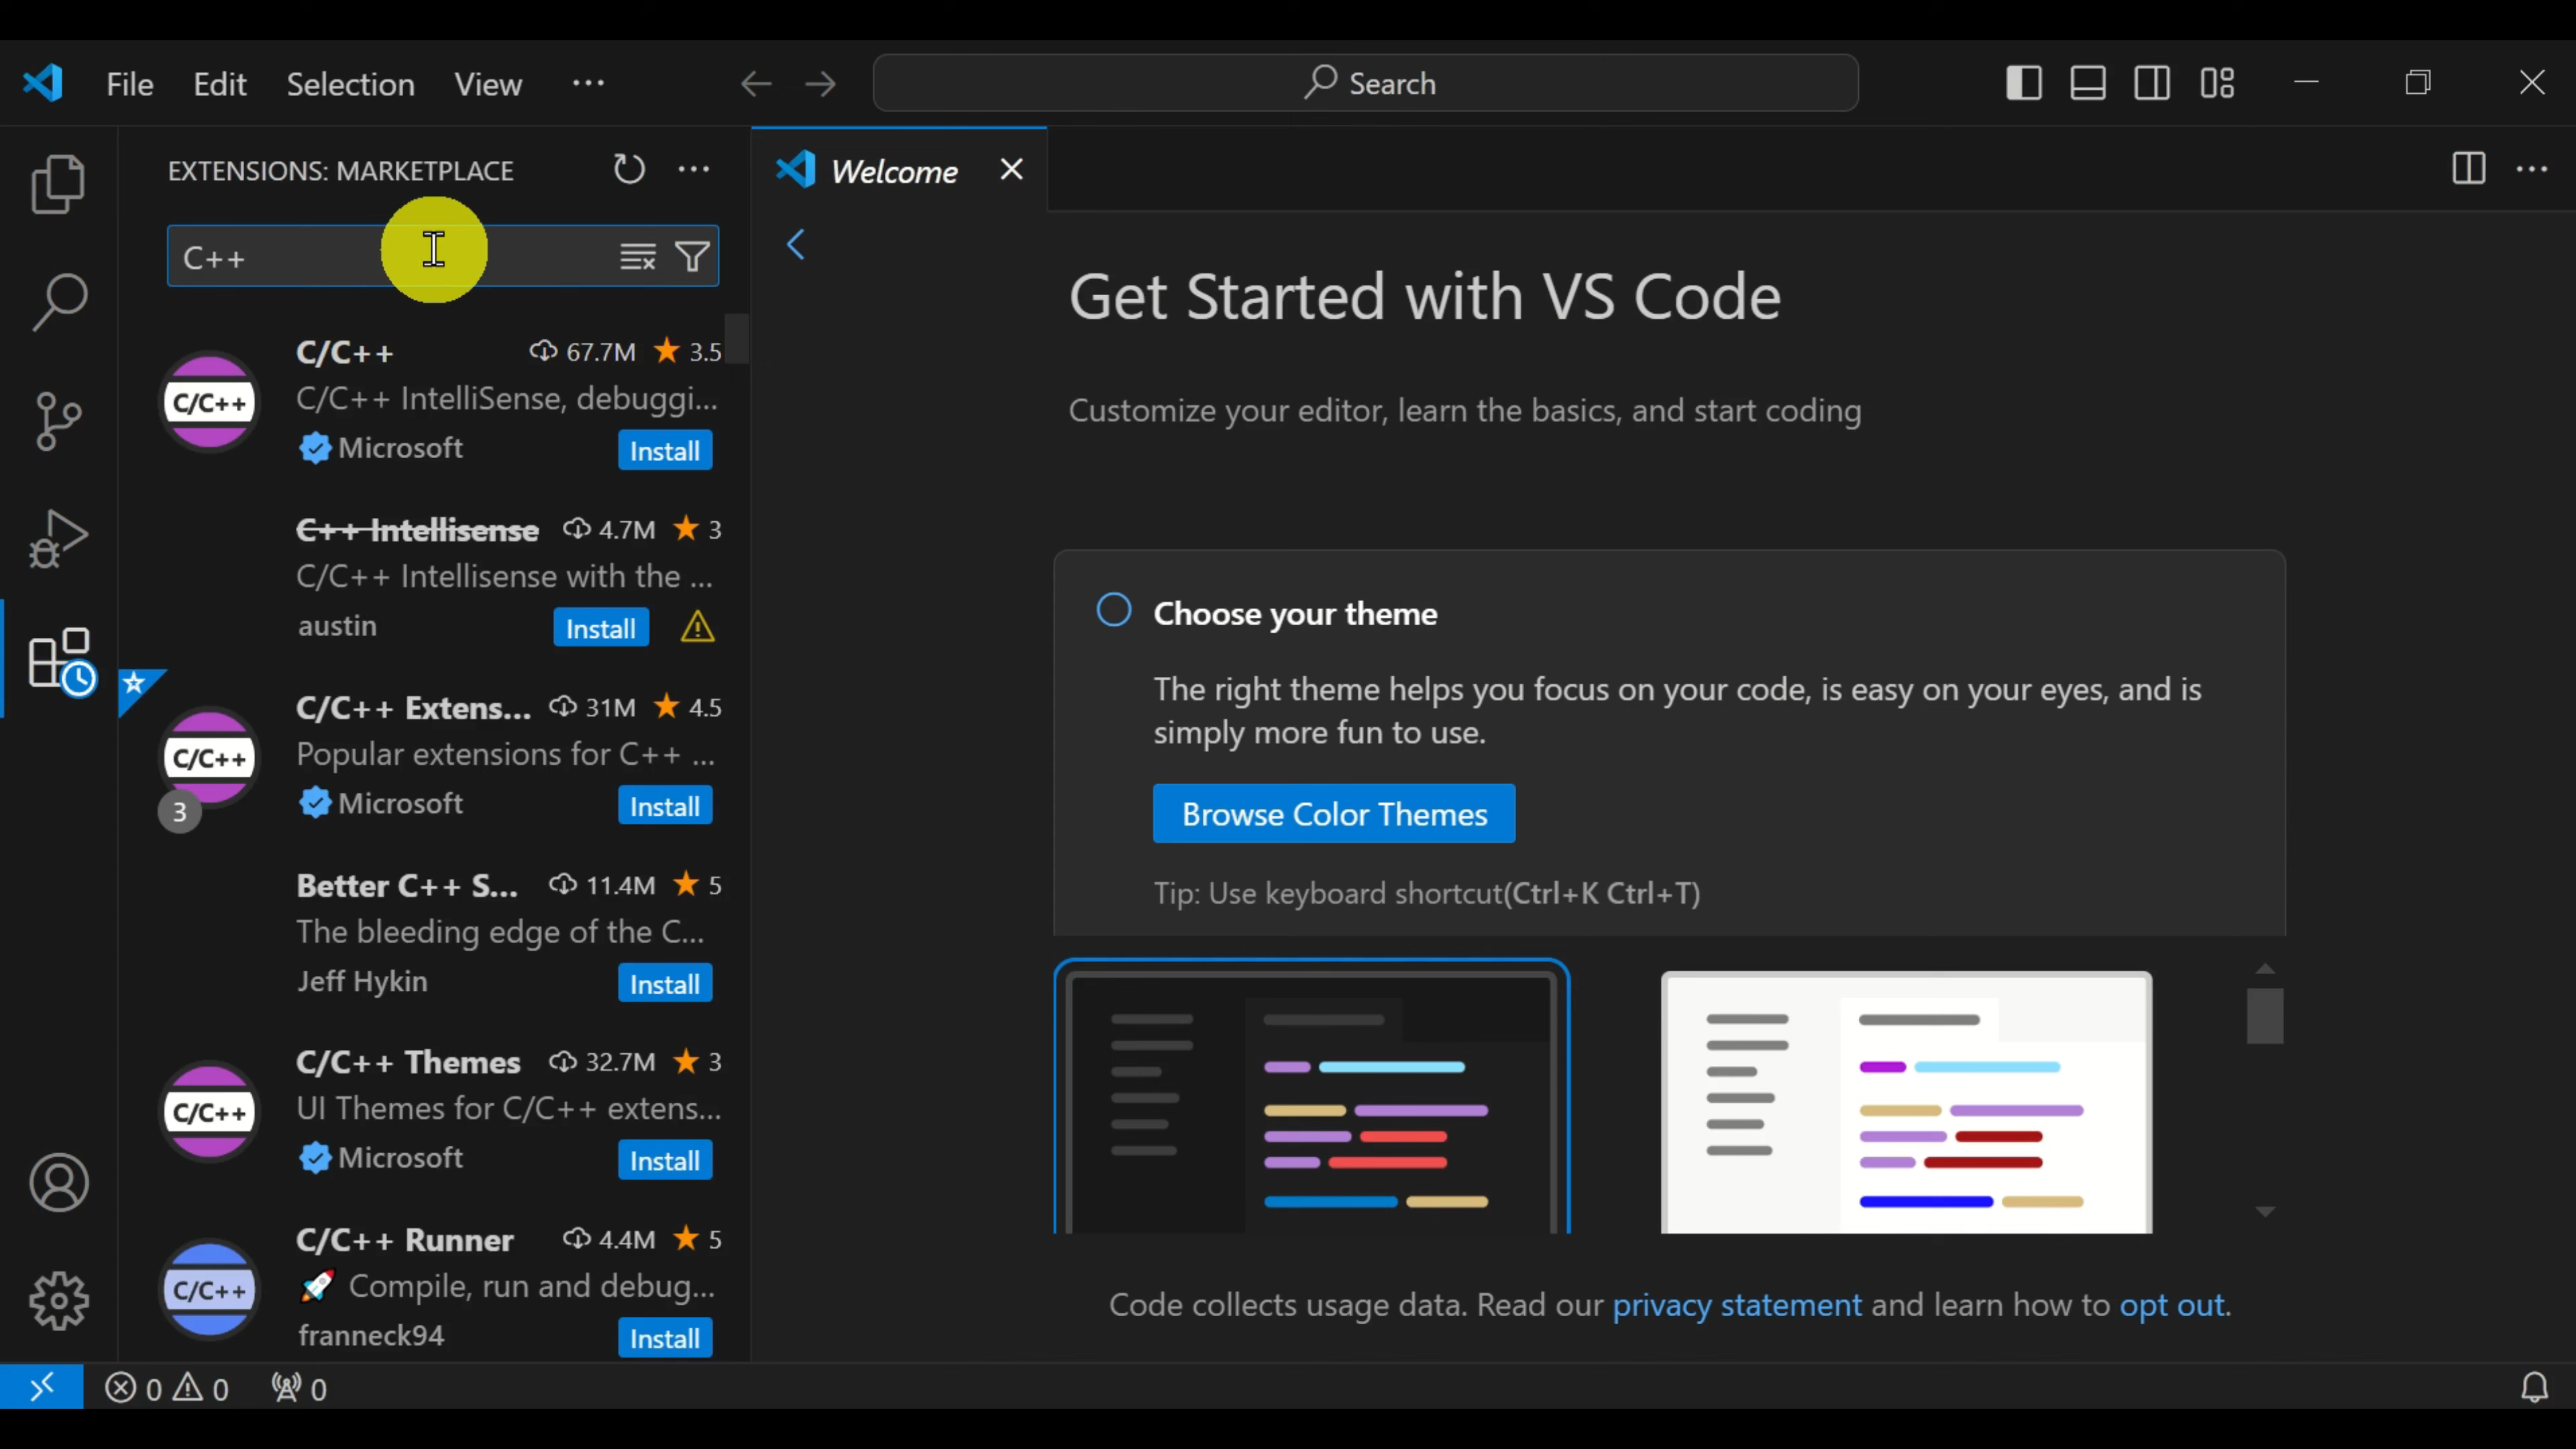 File Edit Selection View ··· Search
EXTENSIONS: MARKETPLACE
C++
C/C++ 67.7M 3.5
C/C++ IntelliSense, debuggi...
Microsoft Install
C/C++
C++ Intellisense 4.7M 3
C/C++ Intellisense with the ...
austin Install
C/C++ Extens... 31M 4.5
Popular extensions for C++ ...
Microsoft Install
C/C++
3
Better C++ S... 11.4M 5
The bleeding edge of the C...
Jeff Hykin Install
C/C++ Themes 32.7M 3
UI Themes for C/C++ extens...
Microsoft Install
C/C++
C/C++ Runner 4.4M 5
🚀 Compile, run and debug...
franneck94 Install
C/C++
Welcome
Get Started with VS Code
Customize your editor, learn the basics, and start coding
Choose your theme
The right theme helps you focus on your code, is easy on your eyes, and is
simply more fun to use.
Browse Color Themes
Tip: Use keyboard shortcut(Ctrl+K Ctrl+T)
Code collects usage data. Read our privacy statement and learn how to opt out.
0 0 0